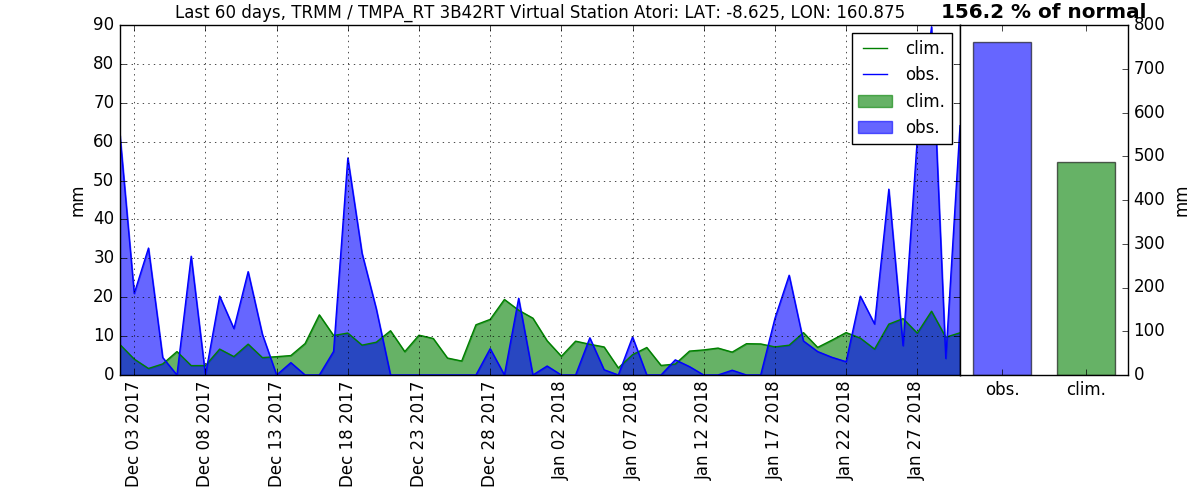 Last 60 days, TRMM / TMPA_RT 3B42RT Virtual Station Atori: LAT: -8.625, LON: 160.875
156.2 % of normal
90
80
70
60
50
40
30
20
10
0
mm
clim.
obs.
clim.
obs.
Dec 03 2017
Dec 08 2017
Dec 13 2017
Dec 18 2017
Dec 23 2017
Dec 28 2017
Jan 02 2018
Jan 07 2018
Jan 12 2018
Jan 17 2018
Jan 22 2018
Jan 27 2018
800
700
600
500
400
300
200
100
0
mm
obs.
clim.